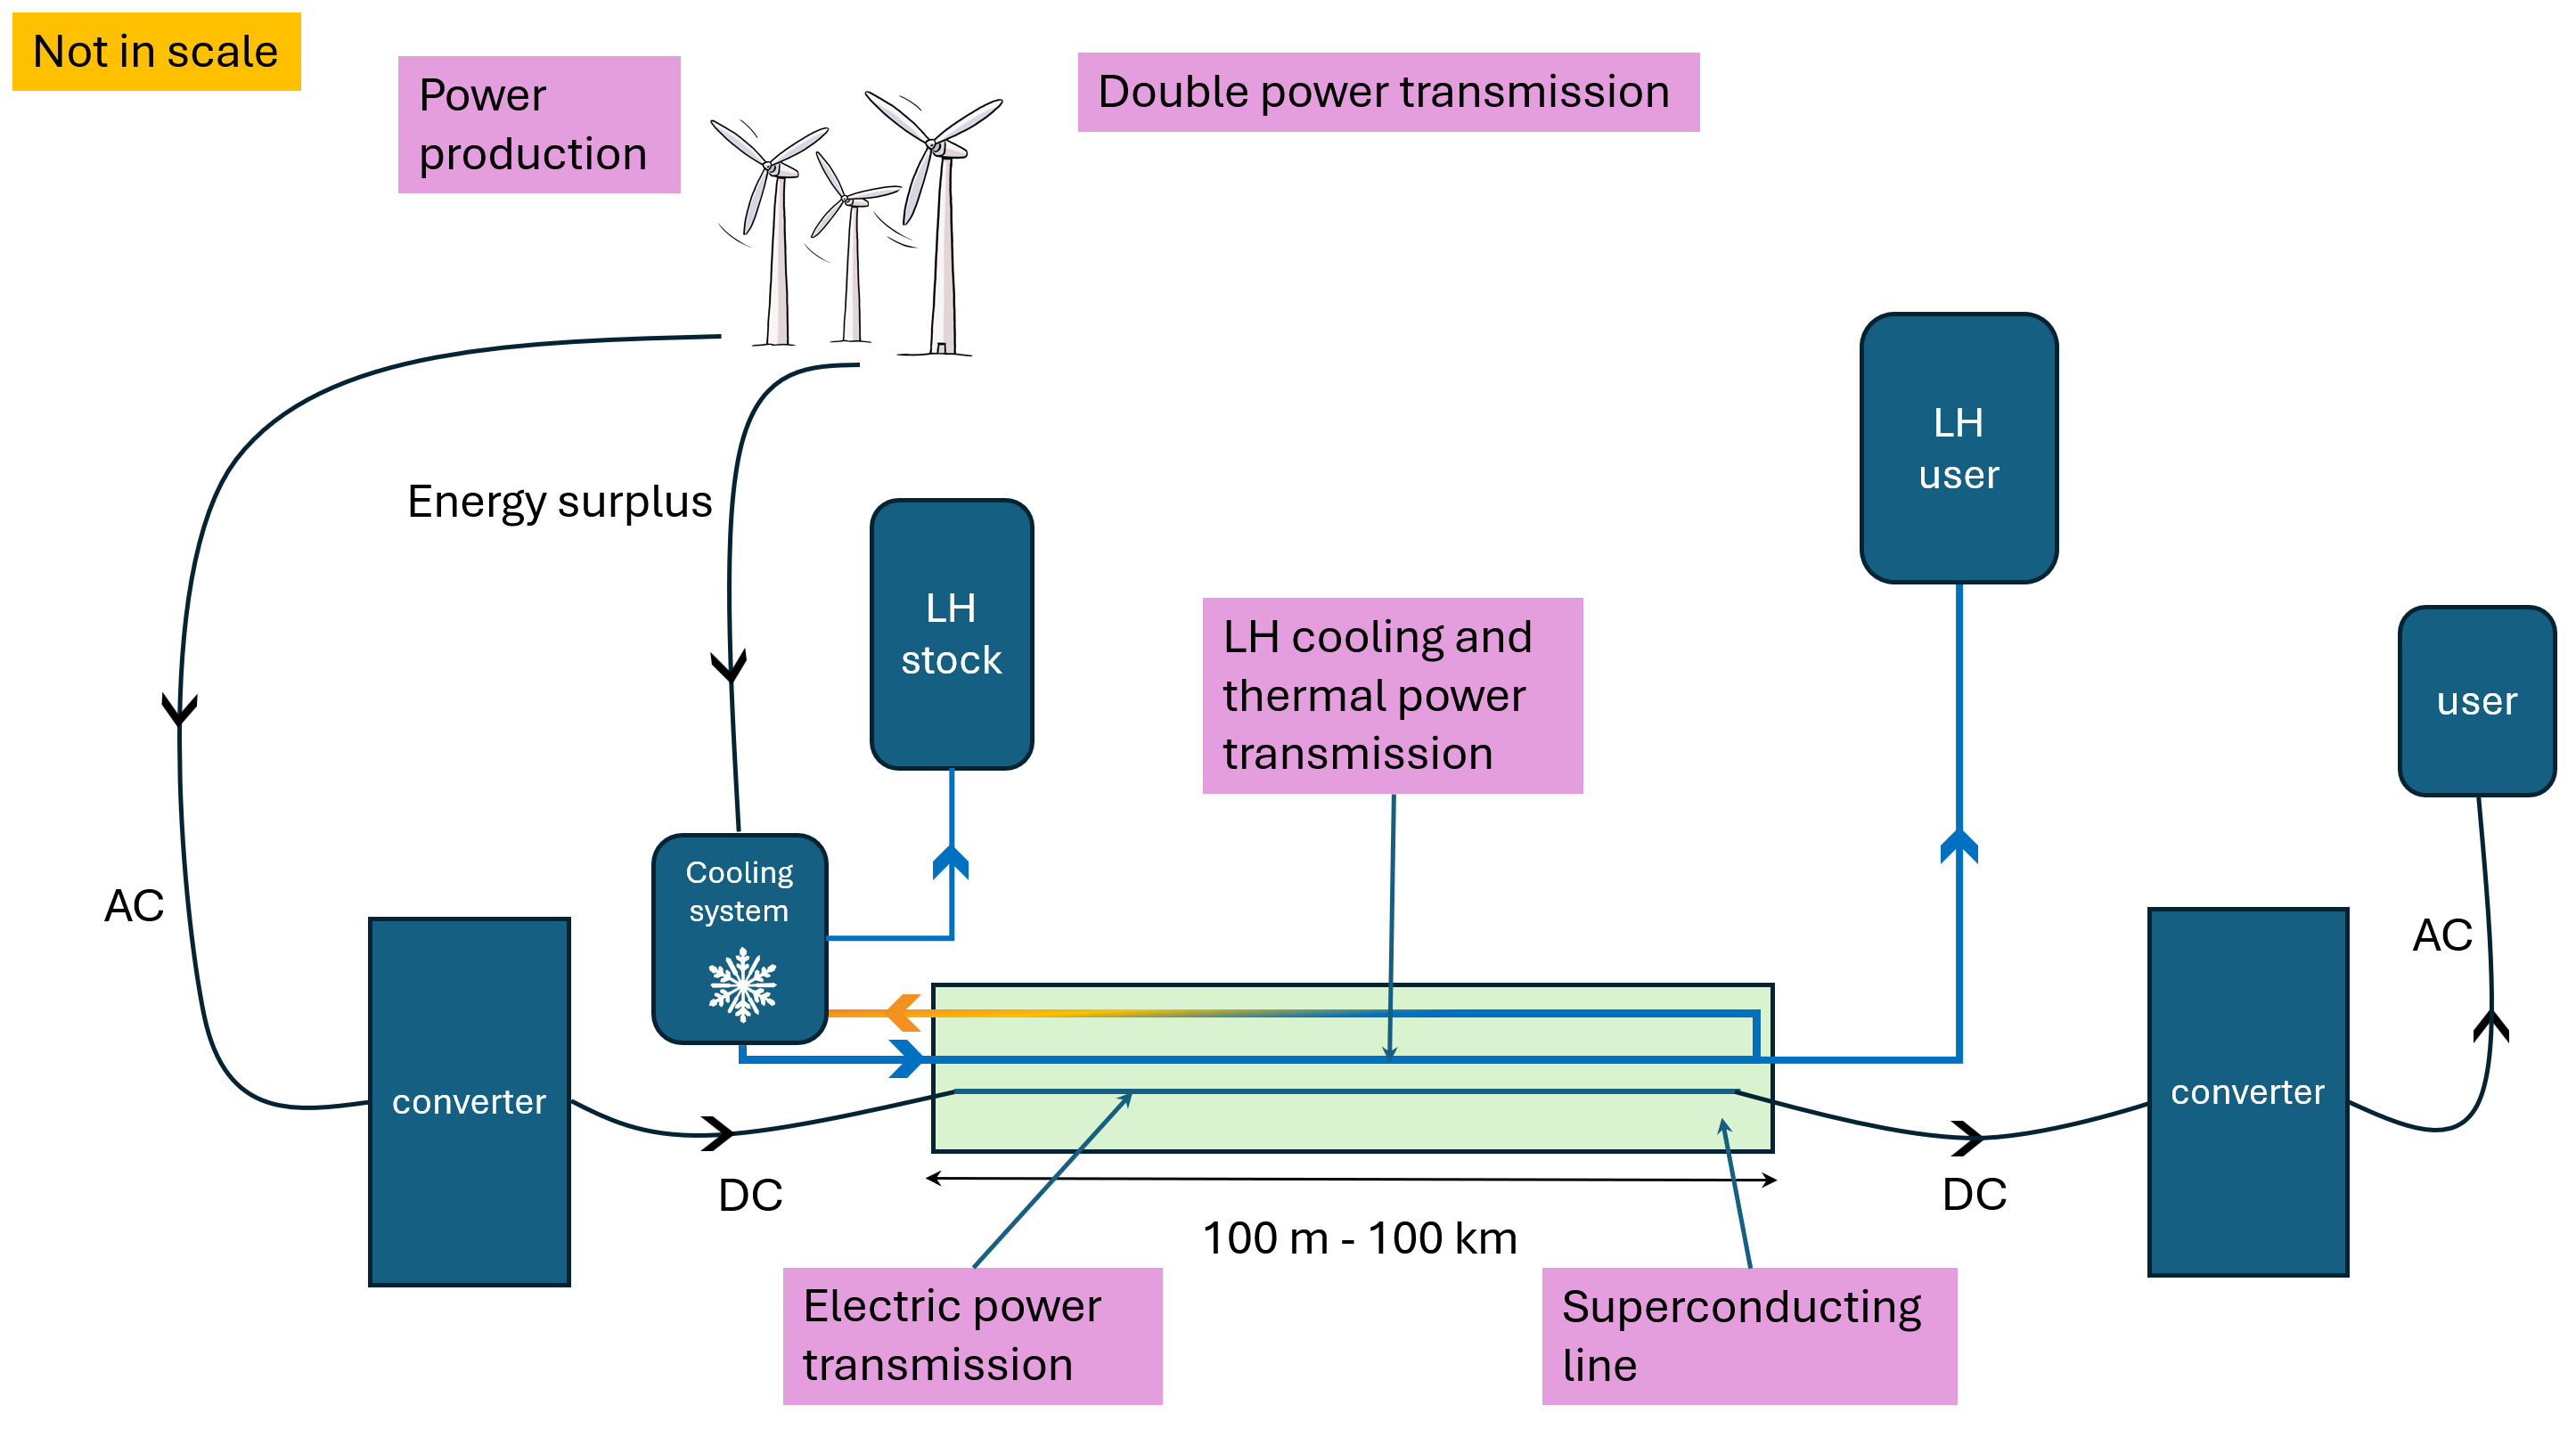 Not in scale
Power
production
Double power transmission
Energy surplus
LH
stock
LH
user
LH cooling and
thermal power
transmission
user
Cooling
system
AC
AC
converter
converter
DC
DC
100 m - 100 km
Electric power
transmission
Superconducting
line